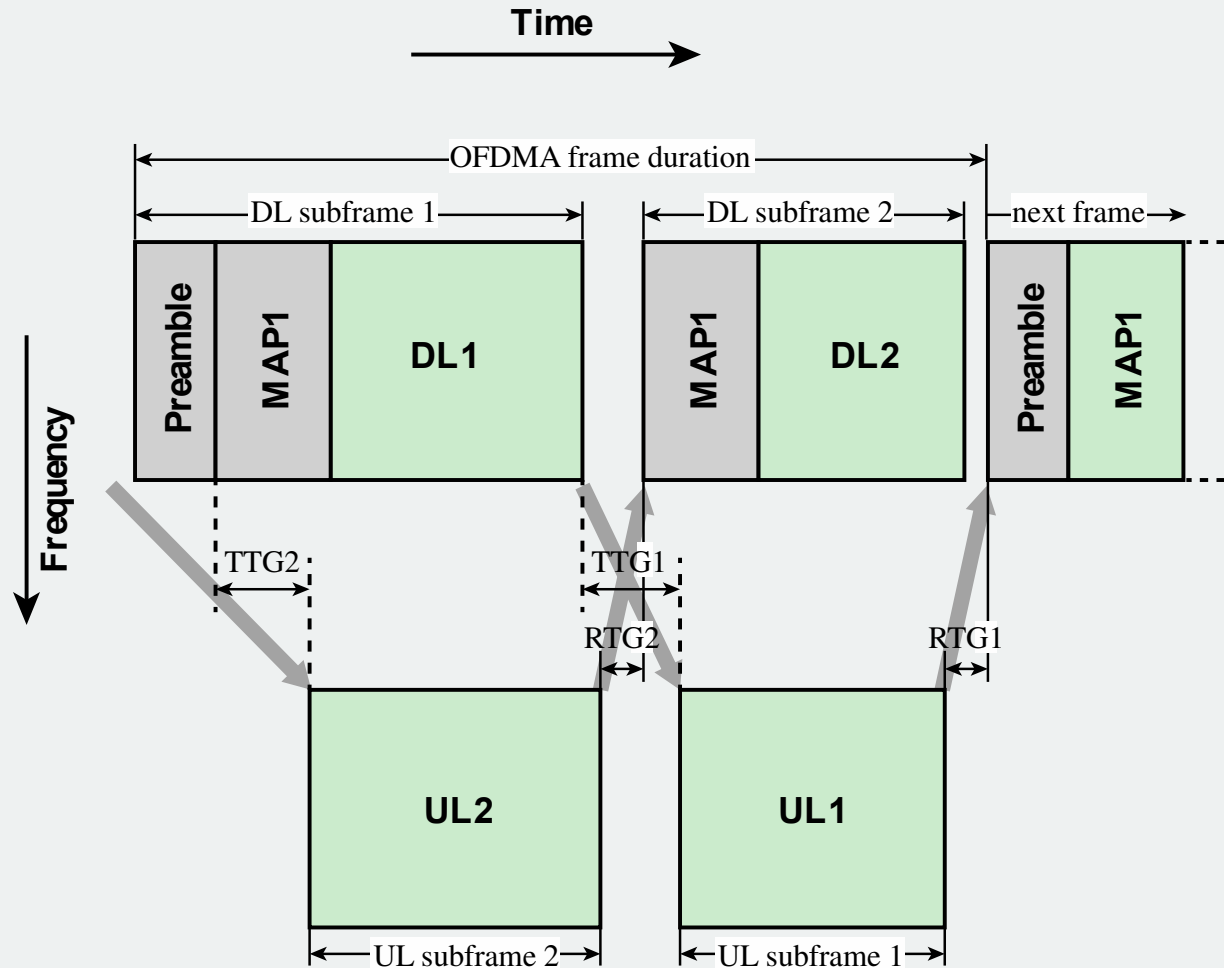 Time
OFDMA frame duration
DL subframe 1
DL subframe 2
next frame
Preamble
MAP1
DL1
MAP1
DL2
Preamble
MAP1
Frequency
TTG2
TTG1
RTG2
RTG1
UL2
UL1
UL subframe 2
UL subframe 1